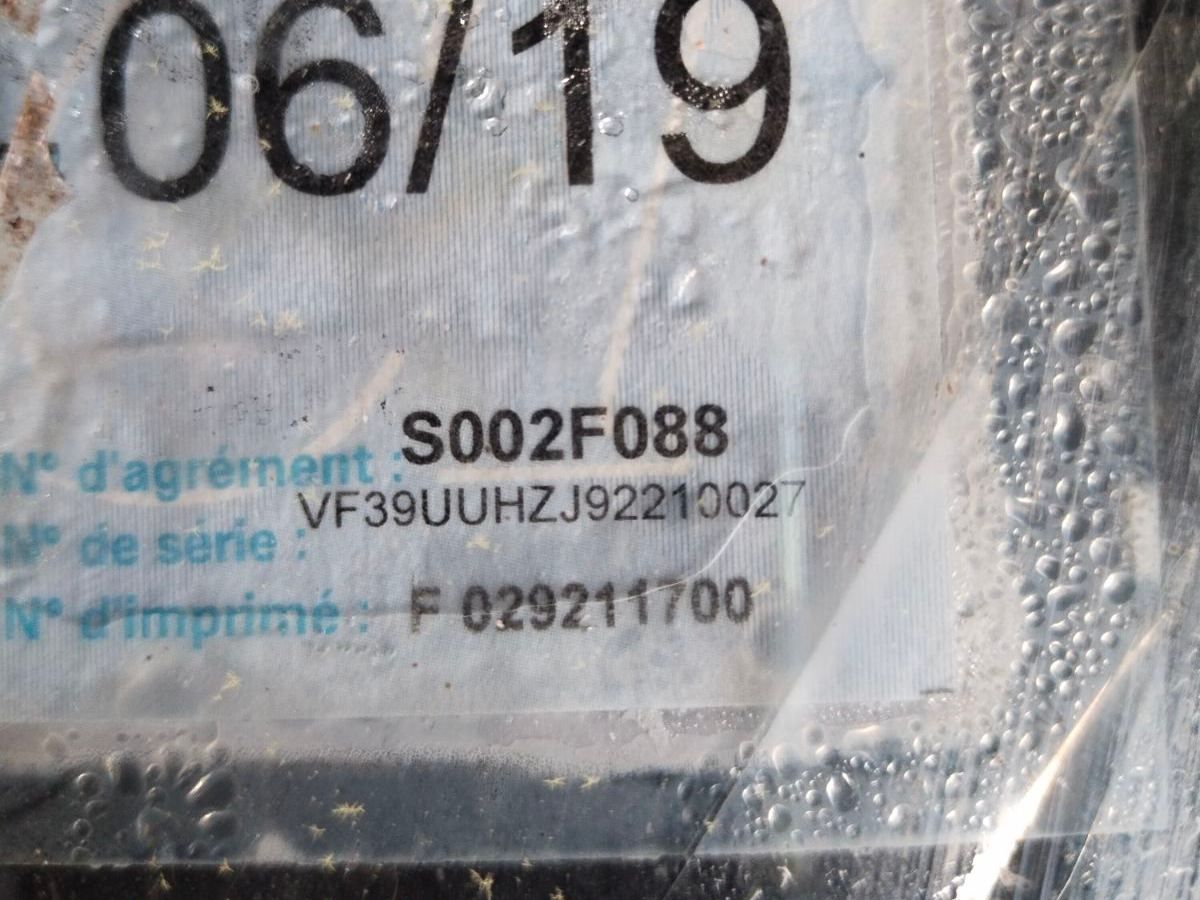 06/19
N° d'agrément : S002F088
VF39UUHZJ92210027
N° de série :
N° d'imprimé : F 029211700